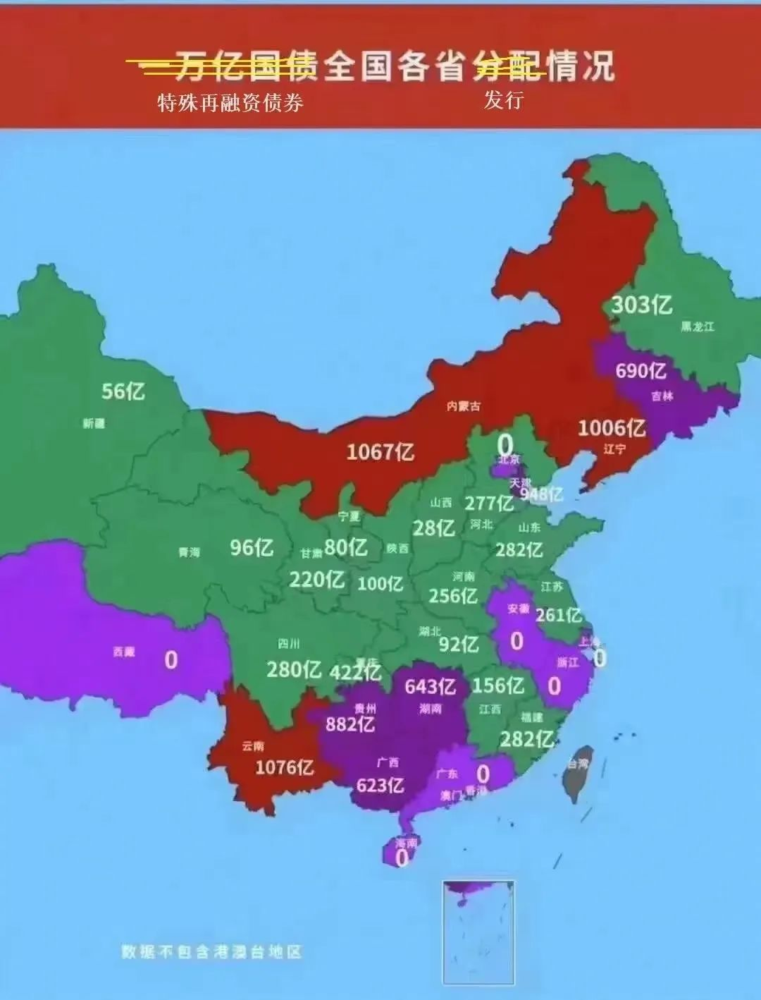 一万亿国债全国各省分配情况
特殊再融资债券
发行
303亿
黑龙江
690亿
吉林
56亿
新疆
内蒙古
1067亿
1006亿
辽宁
0
北京
天津
948亿
山西
277亿
宁夏
28亿
河北
山东
青海
96亿
甘肃
80亿
陕西
282亿
220亿
100亿
河南
256亿
江苏
安徽
261亿
湖北
92亿
四川
0
上海
0
西藏
0
280亿
重庆
422亿
浙江
0
643亿
湖南
156亿
江西
贵州
882亿
福建
282亿
云南
1076亿
广西
623亿
广东
0
澳门
香港
台湾
海南
0
数据不包含港澳台地区